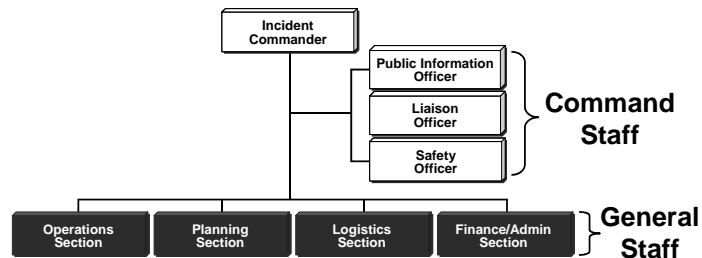 Incident
Commander
Public Information
Officer
Liaison
Officer
Safety
Officer
Command
Staff
Operations
Section
Planning
Section
Logistics
Section
Finance/Admin
Section
General
Staff